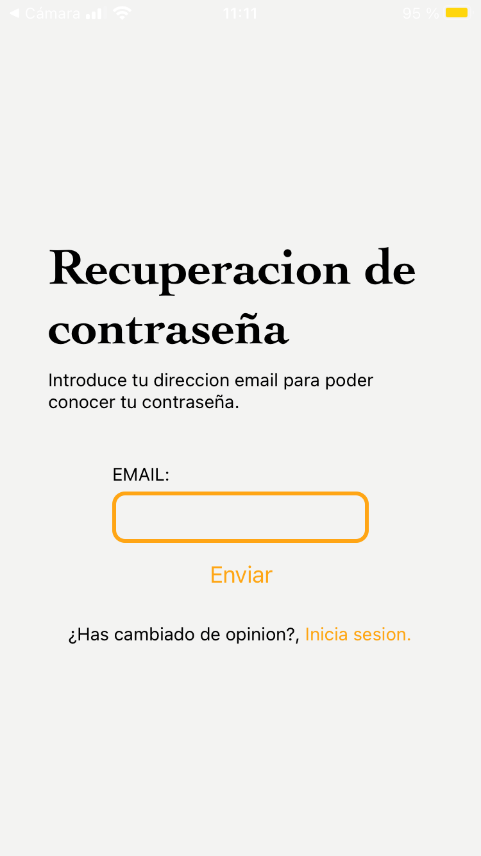 ◀ Cámara 11:11 95 %
Recuperacion de
contraseña
Introduce tu direccion email para poder
conocer tu contraseña.
EMAIL:
Enviar
¿Has cambiado de opinion?, Inicia sesion.